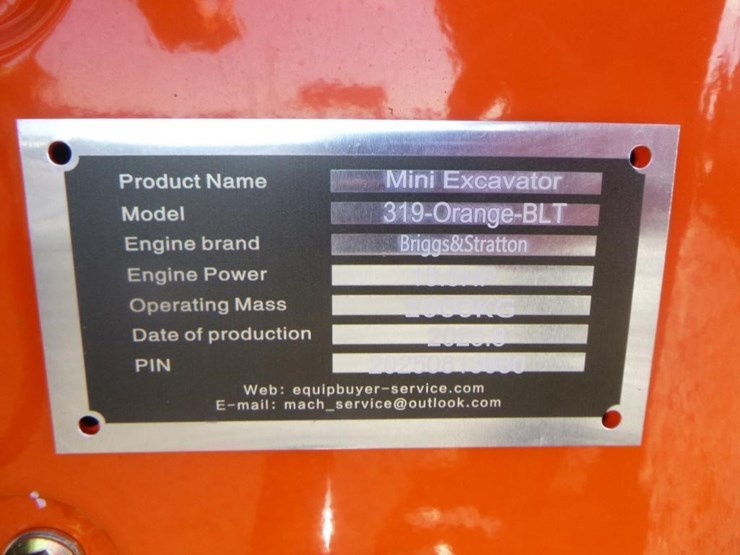 Product Name Mini Excavator
Model 319-Orange-BLT
Engine brand Briggs&Stratton
Engine Power
Operating Mass
Date of production
PIN
Web: equipbuyer-service.com
E-mail: mach_service@outlook.com